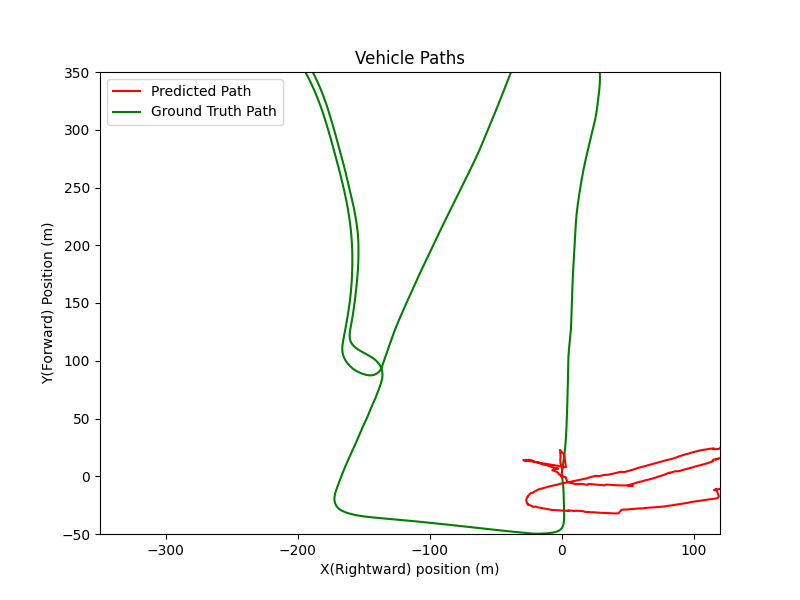 Vehicle Paths
Predicted Path
Ground Truth Path
350
300
250
200
150
100
50
0
−50
Y(Forward) Position (m)
−300
−200
−100
0
100
X(Rightward) position (m)